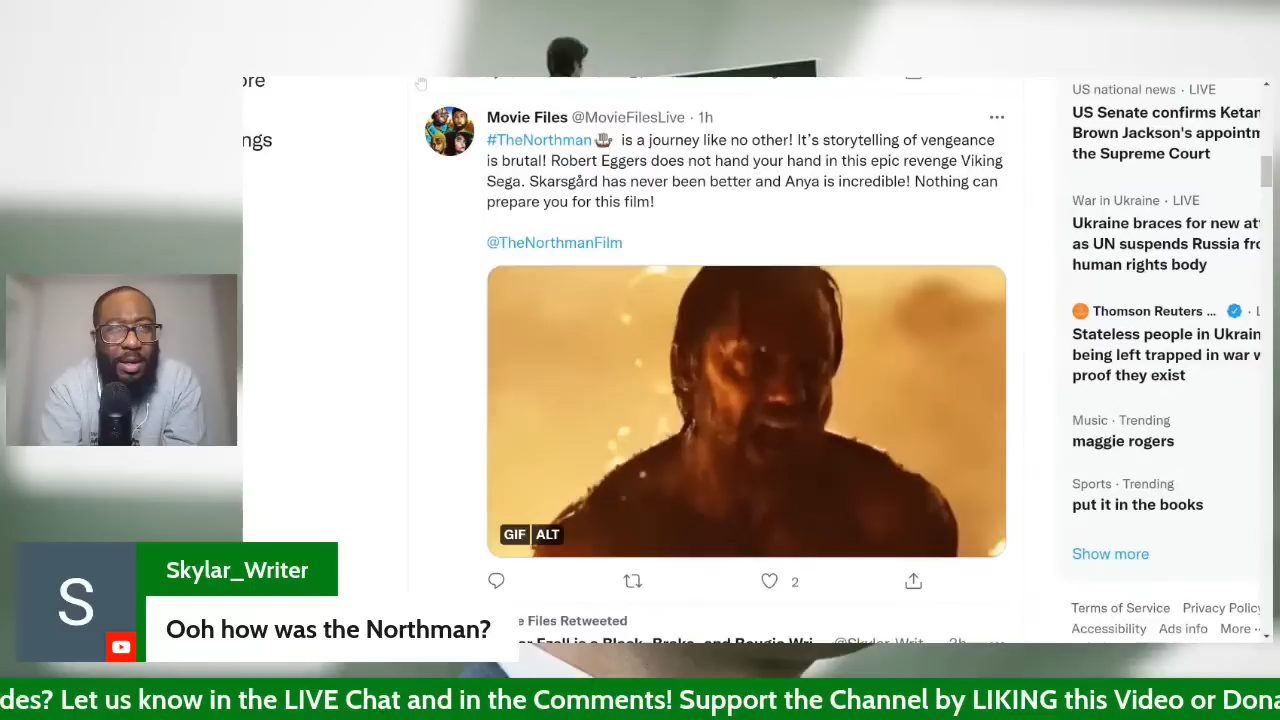 ore
ngs
Movie Files @MovieFilesLive · 1h
#TheNorthman is a journey like no other! It's storytelling of vengeance
is brutal! Robert Eggers does not hand your hand in this epic revenge Viking
Sega. Skarsgård has never been better and Anya is incredible! Nothing can
prepare you for this film!
@TheNorthmanFilm
GIF ALT
2
e Files Retweeted
US national news · LIVE
US Senate confirms Ketan
Brown Jackson's appointm
the Supreme Court
War in Ukraine · LIVE
Ukraine braces for new at
as UN suspends Russia fro
human rights body
Thomson Reuters ...
Stateless people in Ukrain
being left trapped in war w
proof they exist
Music · Trending
maggie rogers
Sports · Trending
put it in the books
Show more
Terms of Service Privacy Policy
Accessibility Ads info More ··
S
Skylar_Writer
Ooh how was the Northman?
des? Let us know in the LIVE Chat and in the Comments! Support the Channel by LIKING this Video or Dona